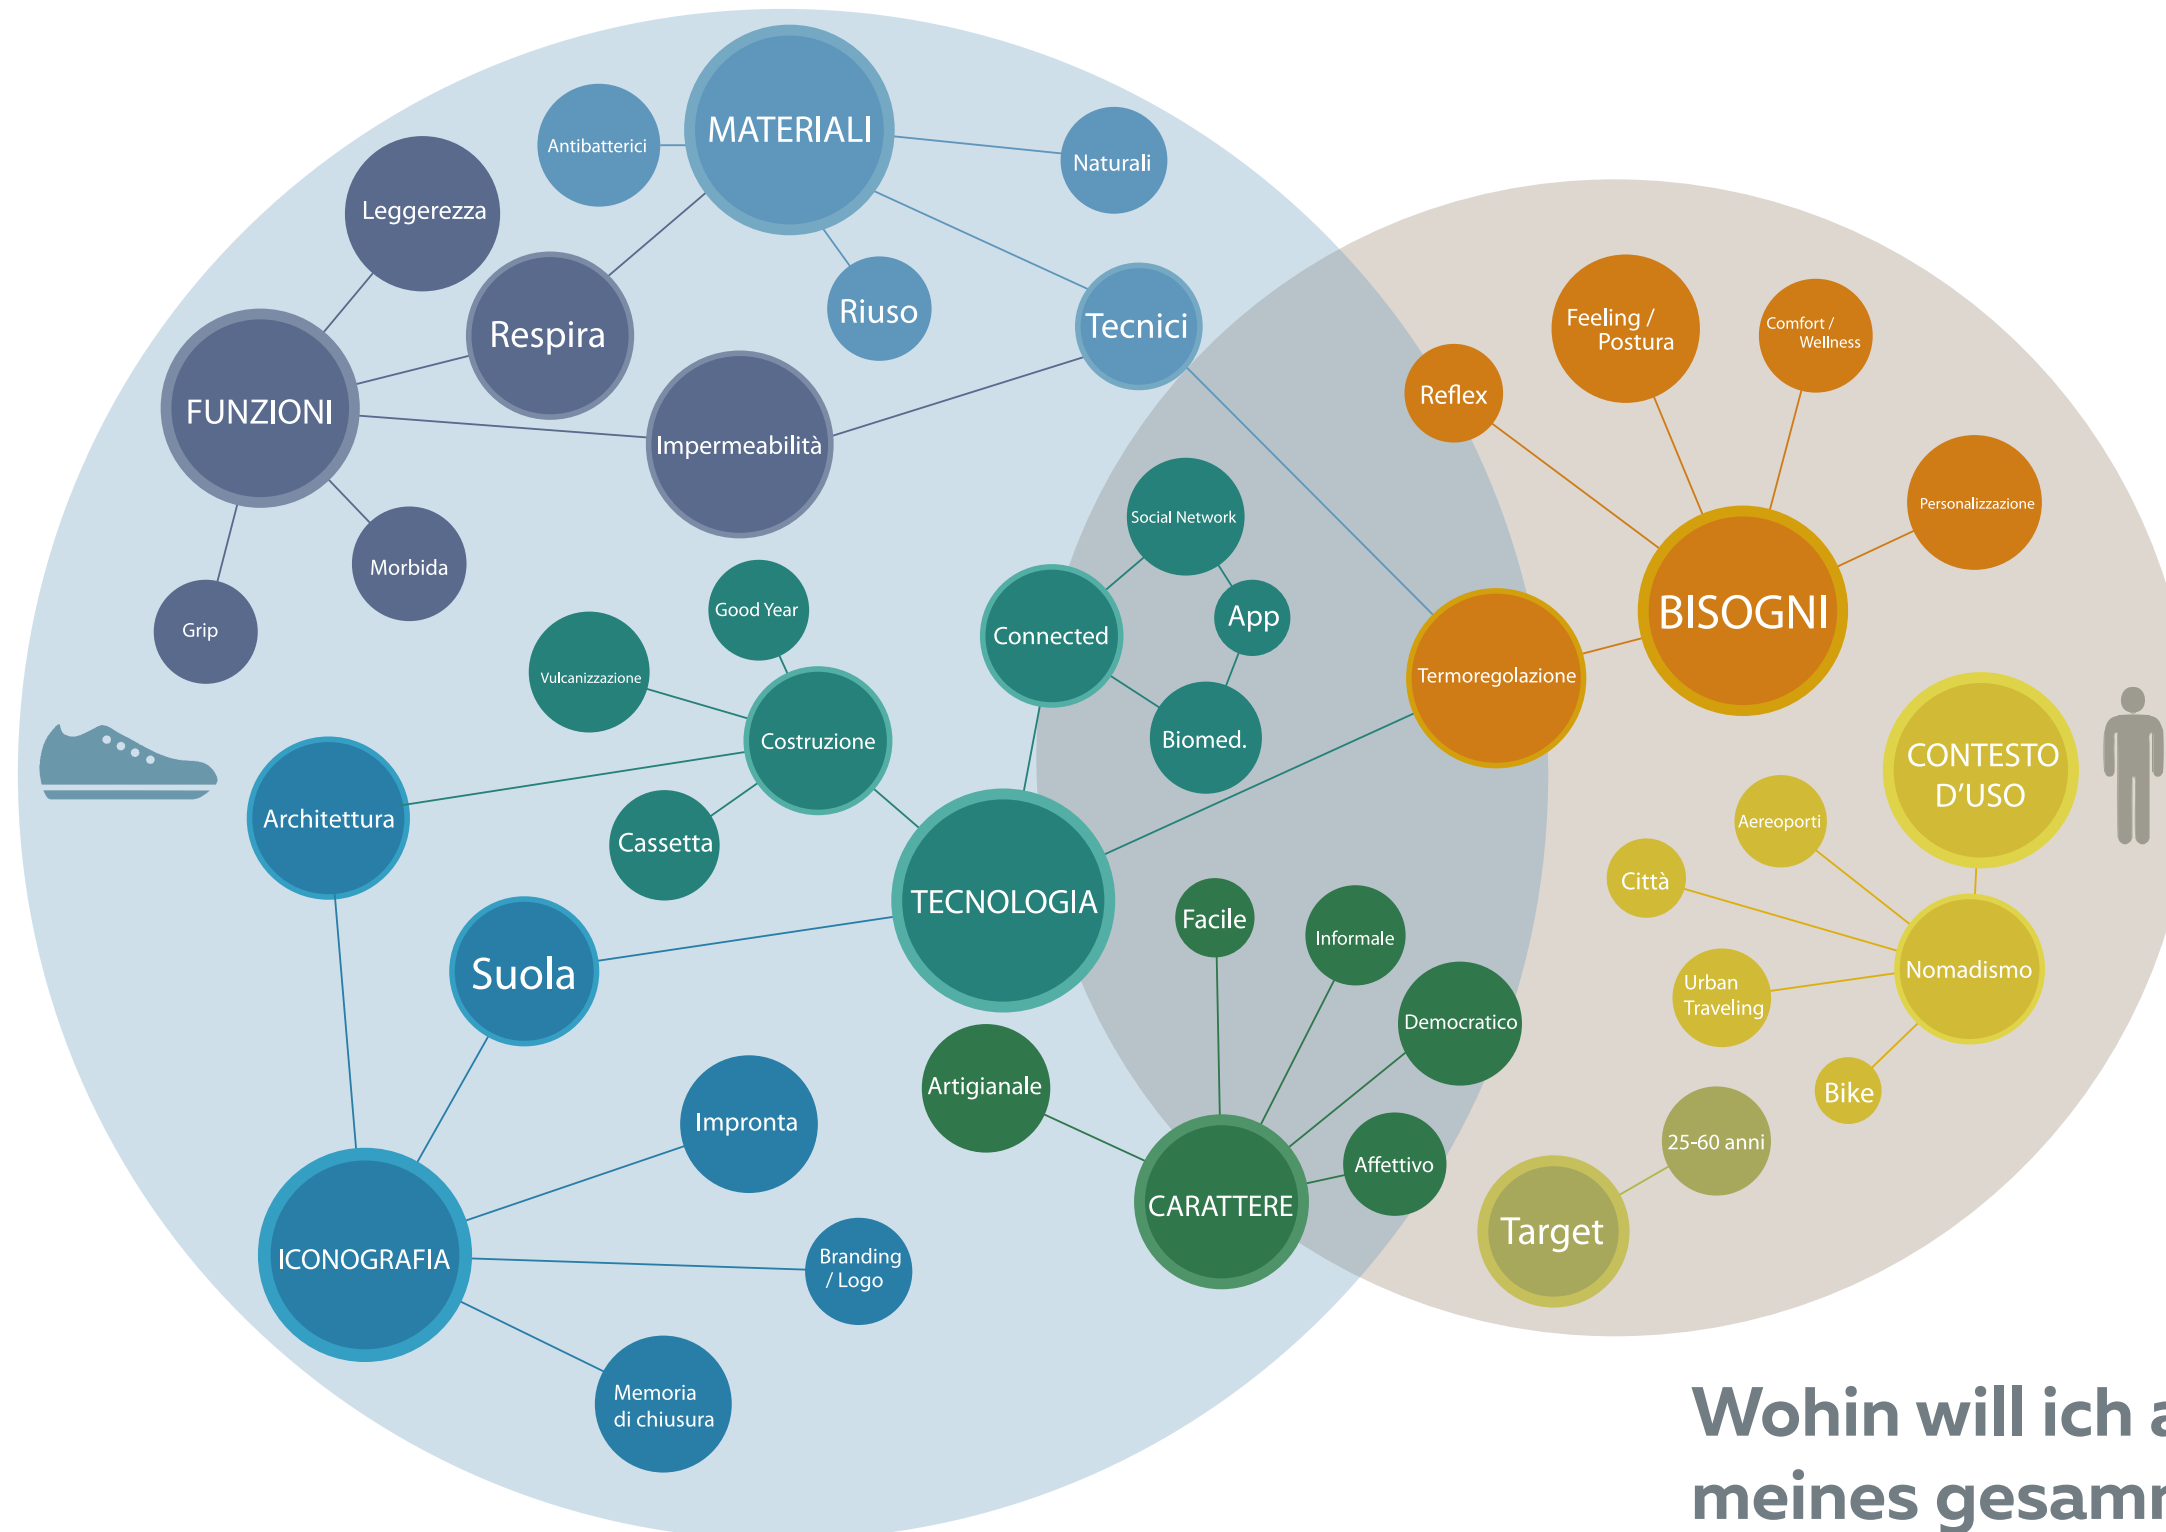 MATERIALI
Antibatterici
Naturali
Leggerezza
Respira
Riuso
Tecnici
FUNZIONI
Impermeabilità
Morbida
Grip
Feeling /
Postura
Comfort /
Wellness
Reflex
Personalizzazione
BISOGNI
Termoregolazione
Social Network
App
Connected
Biomed.
Good Year
Vulcanizzazione
Costruzione
Cassetta
Architettura
TECNOLOGIA
Suola
CONTESTO
D’USO
Aereoporti
Città
Nomadismo
Urban
Traveling
Bike
Facile
Informale
Democratico
Artigianale
Affettivo
CARATTERE
25-60 anni
Target
Impronta
ICONOGRAFIA
Branding
/ Logo
Memoria
di chiusura
Wohin will ich
meines